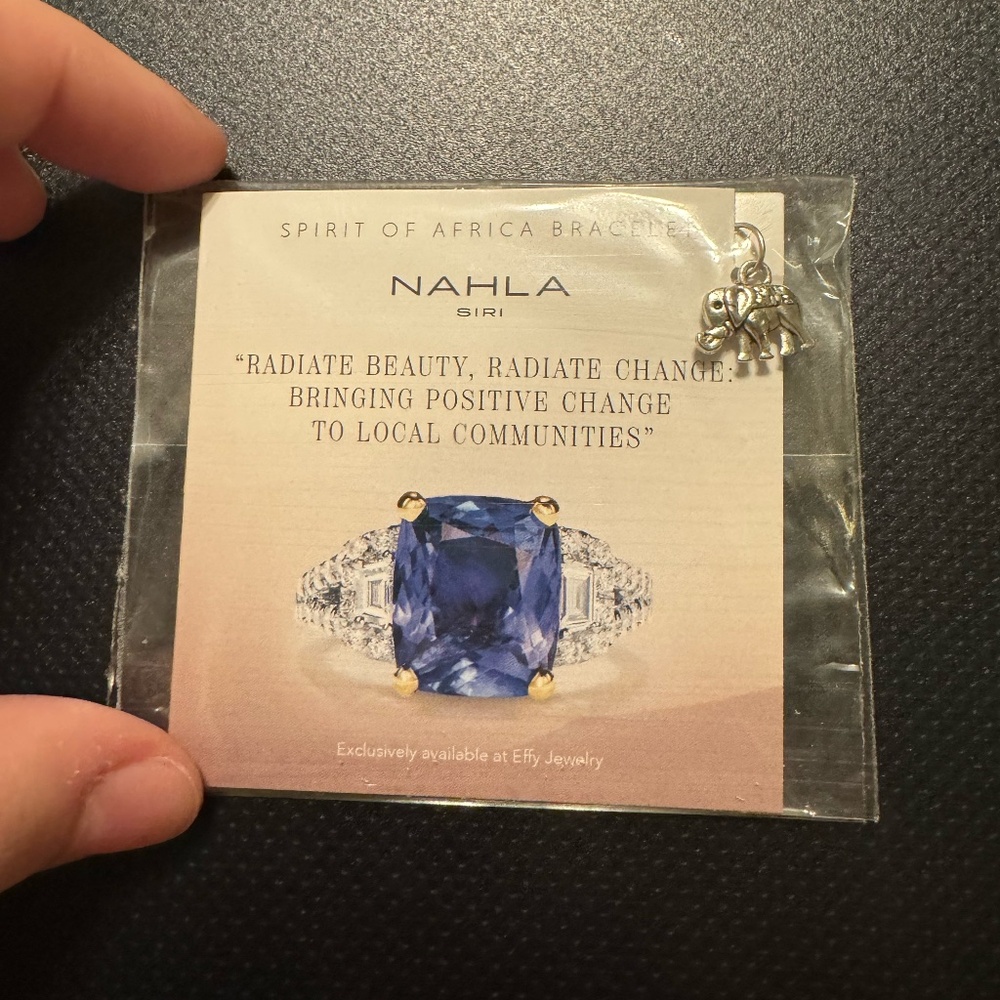 SPIRIT OF AFRICA BRACELET
NAHLA
SIRI
“RADIATE BEAUTY, RADIATE CHANGE:
BRINGING POSITIVE CHANGE
TO LOCAL COMMUNITIES”
Exclusively available at Effy Jewelry